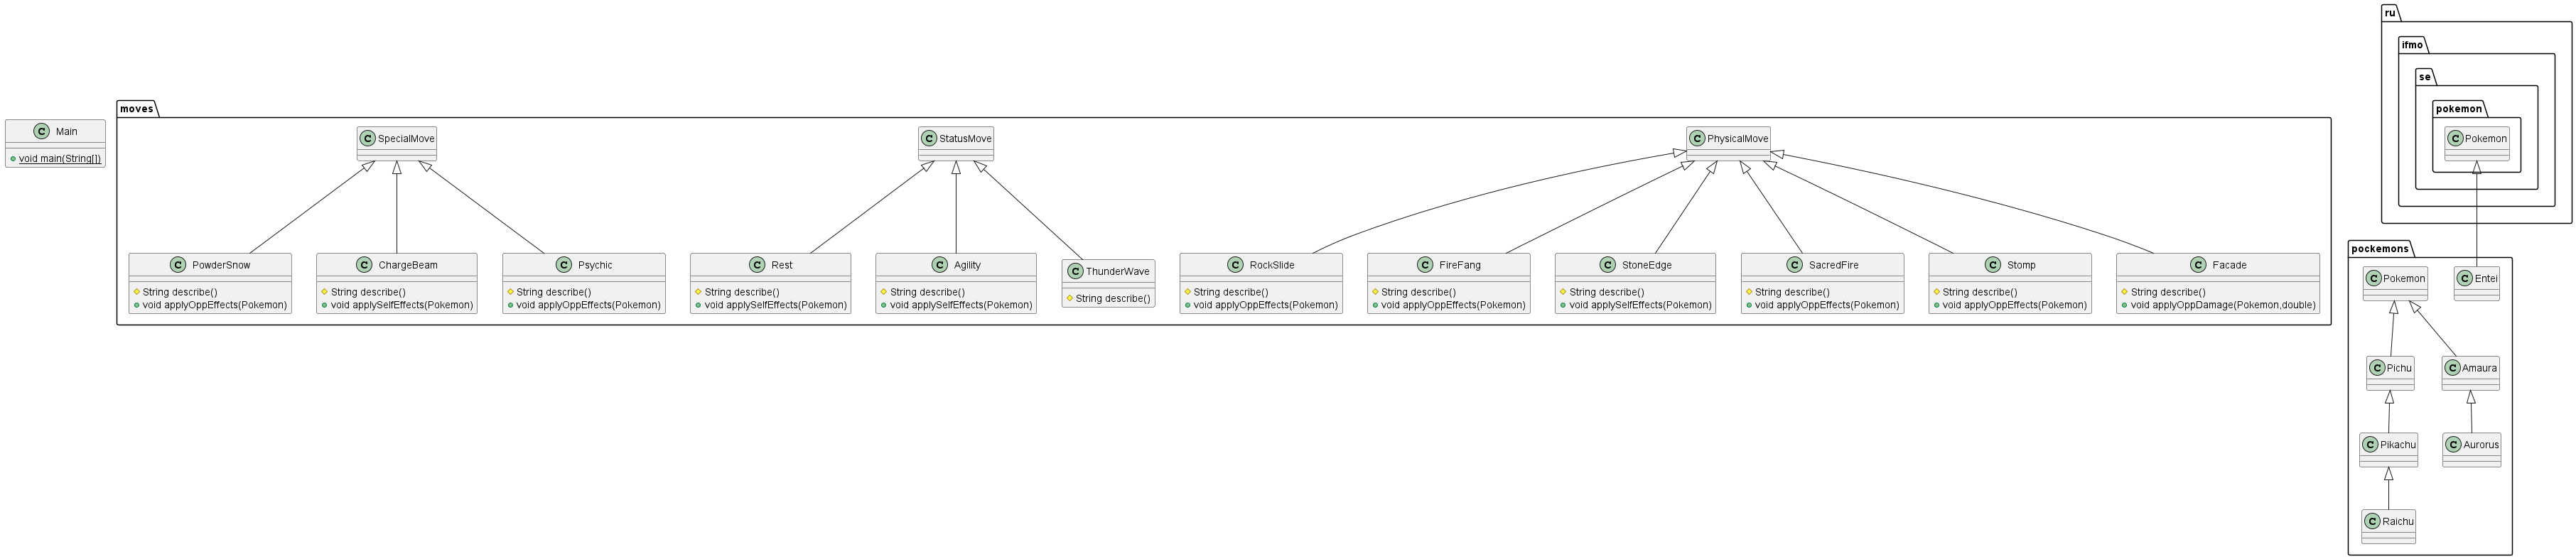 ru
ifmo
se
pokemon
C Pokemon
C Main
void main(String[])
moves
C SpecialMove
C StatusMove
C PhysicalMove
C PowderSnow
String describe()
void applyOppEffects(Pokemon)
C ChargeBeam
String describe()
void applySelfEffects(Pokemon)
C Psychic
String describe()
void applyOppEffects(Pokemon)
C Rest
String describe()
void applySelfEffects(Pokemon)
C Agility
String describe()
void applySelfEffects(Pokemon)
C ThunderWave
String describe()
C RockSlide
String describe()
void applyOppEffects(Pokemon)
C FireFang
String describe()
void applyOppEffects(Pokemon)
C StoneEdge
String describe()
void applySelfEffects(Pokemon)
C SacredFire
String describe()
void applyOppEffects(Pokemon)
C Stomp
String describe()
void applyOppEffects(Pokemon)
C Facade
String describe()
void applyOppDamage(Pokemon,double)
pockemons
C Pokemon
C Entei
C Pichu
C Amaura
C Pikachu
C Aurorus
C Raichu